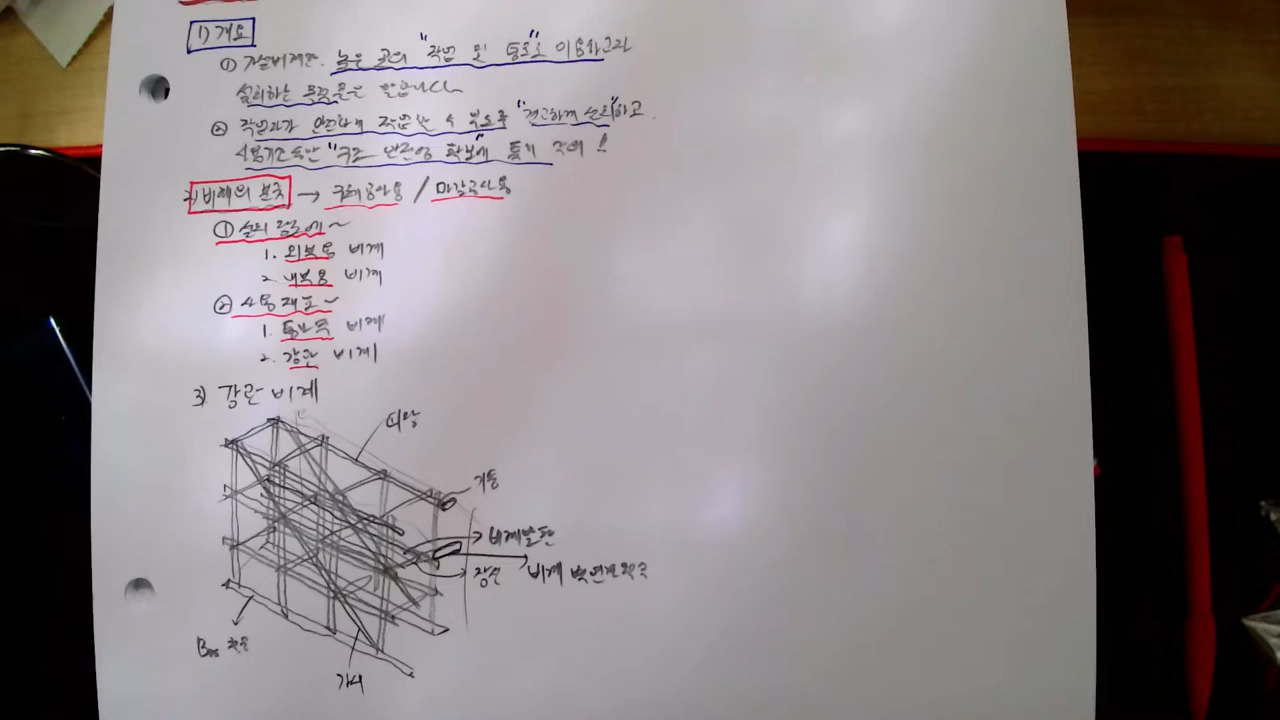 1) 개요
① 가설비계란, 높은 곳의 "작업 및 통로"로 이용하고자
설치하는 목적물을 말합니다
② 작업자가 안전하게 작업할 수 있도록 "견고하게 설치"하고
사용기간동안 "구조 안전성 확보"에 특히 주의!!
2) 비계의 분류 → 구체공사용 / 마감공사용
① 설치 용도에~
1. 외부용 비계
2. 내부용 비계
② 사용재료~
1. 통나무 비계
2. 강관 비계
3) 강관 비계
띠장
기둥
비계발판
장선
비계 벽연결철물
가새